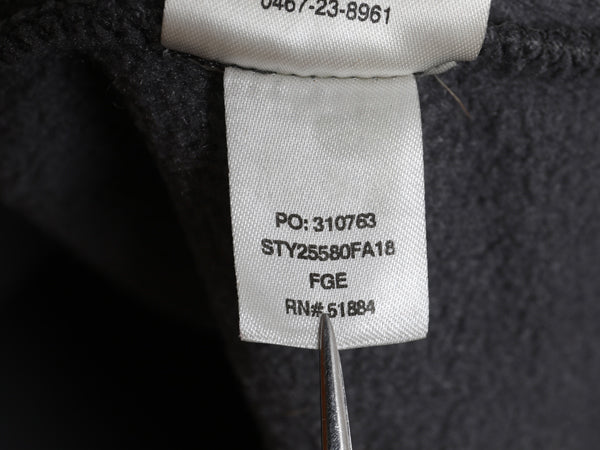 0467-23-8961
PO: 310763
STY25580FA18
FGE
RN# 51884